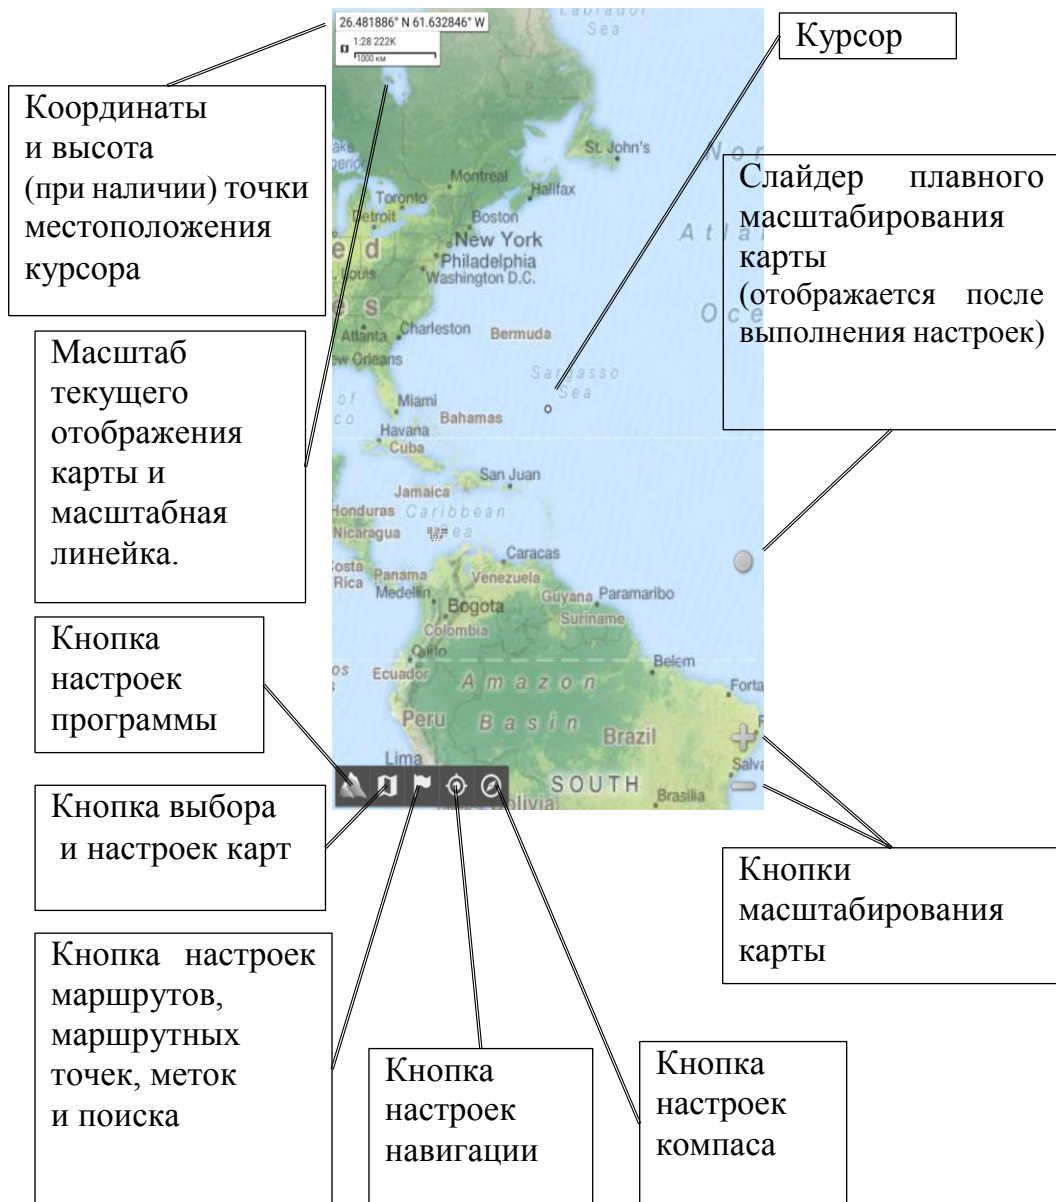 26.481886° N 61.632846° W
1:28 222K
1000 км
Курсор
Координаты
и высота
(при наличии) точки
местоположения
курсора
Слайдер плавного
масштабирования
карты
(отображается после
выполнения настроек)
Масштаб
текущего
отображения
карты и
масштабная
линейка.
Кнопка
настроек
программы
Кнопка выбора
и настроек карт
Кнопка настроек
маршрутов,
маршрутных
точек, меток
и поиска
Кнопка
настроек
навигации
Кнопка
настроек
компаса
Кнопки
масштабирования
карты
Labrador
Sea
St. John's
Montreal
Halifax
Toronto
Detroit
Boston
New York
Philadelphia
Washington D.C.
Atlanta
Charleston
Bermuda
Sargasso
Sea
Miami
Bahamas
Havana
Cuba
San Juan
Jamaica
Honduras
Caribbean
Sea
Nicaragua
Caracas
Costa
Rica
Panama
Venezuela
Medellin
Guyana
Paramaribo
Bogota
Suriname
Colombia
Quito
Ecuador
Belem
Amazon
Basin
Peru
Brazil
Lima
SOUTH
Brasilia
Bolivia